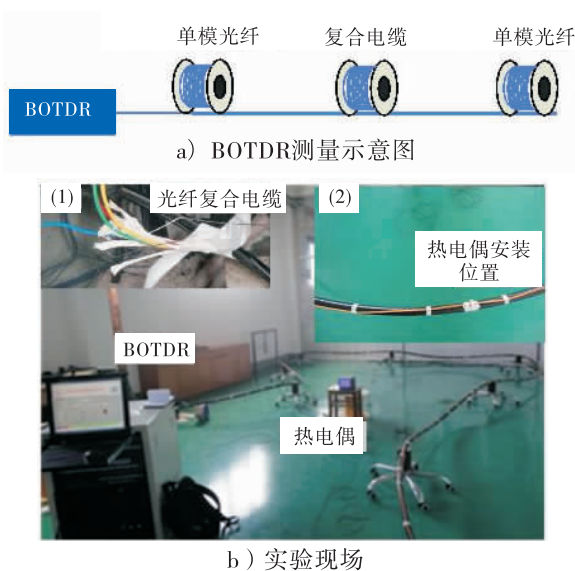 单模光纤
复合电缆
单模光纤
BOTDR
a）BOTDR测量示意图
(1)
光纤复合电缆
(2)
热电偶安装
位置
BOTDR
热电偶
b）实验现场